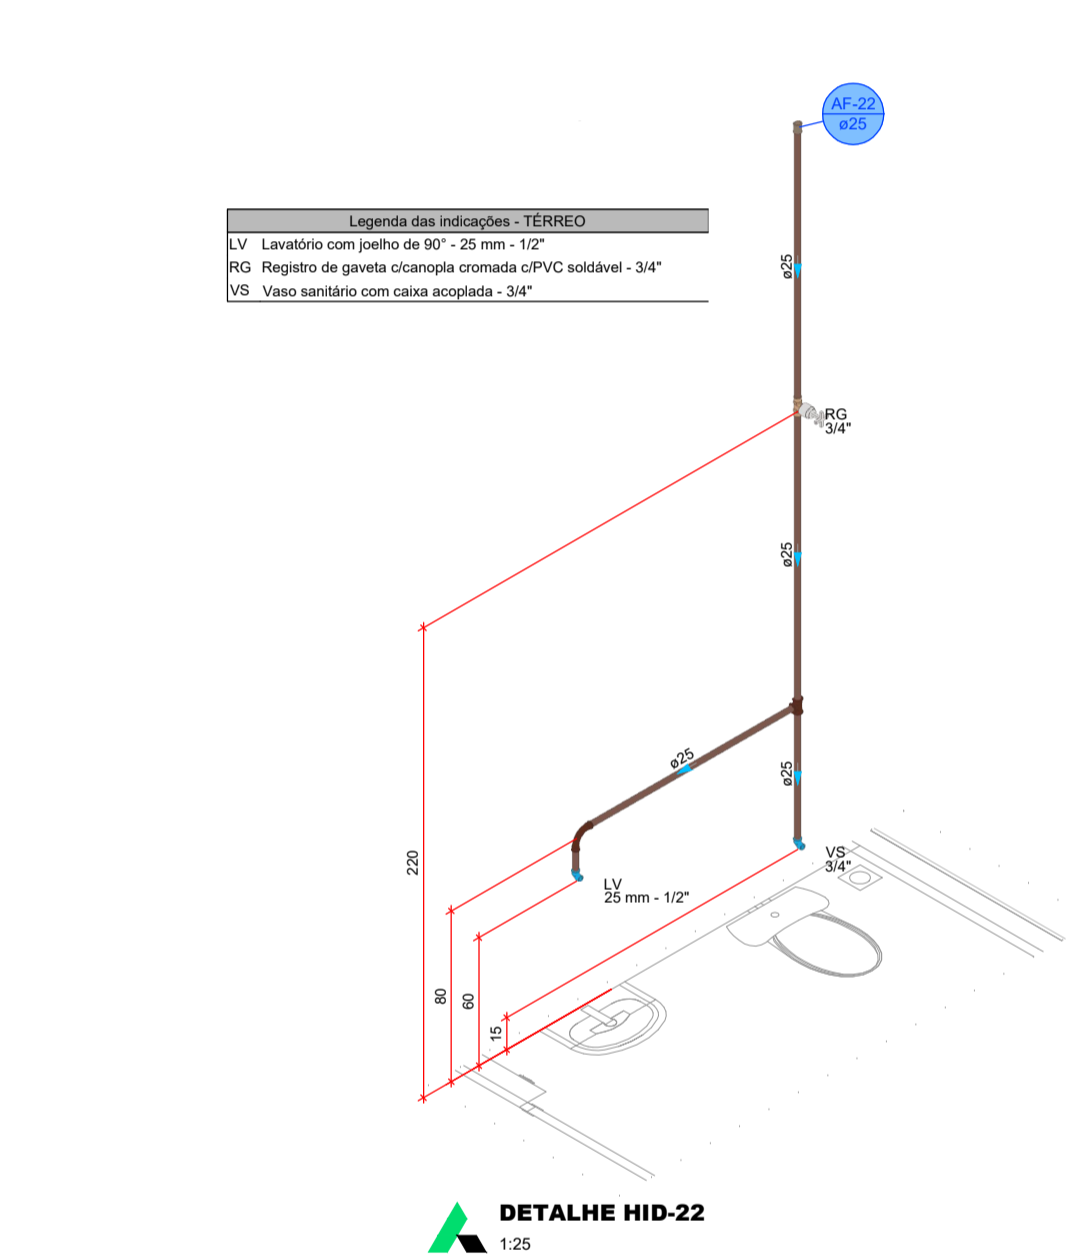 AF-22
ø25
Legenda das indicações - TÉRREO
LV Lavatório com joelho de 90° - 25 mm - 1/2"
RG Registro de gaveta c/canopla cromada c/PVC soldável - 3/4"
VS Vaso sanitário com caixa acoplada - 3/4"
ø25
RG
3/4"
ø25
ø25
ø25
VS
3/4"
LV
25 mm - 1/2"
220
80
60
15
DETALHE HID-22
1:25